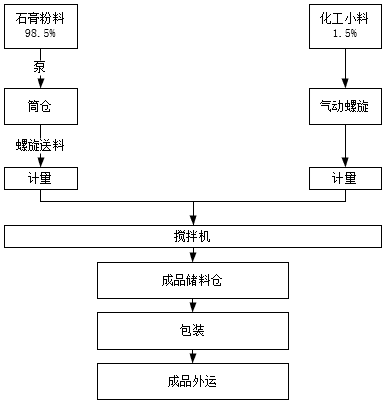 石膏粉料
98.5%
化工小料
1.5%
泵
筒仓
气动螺旋
螺旋送料
计量
计量
搅拌机
成品储料仓
包装
成品外运